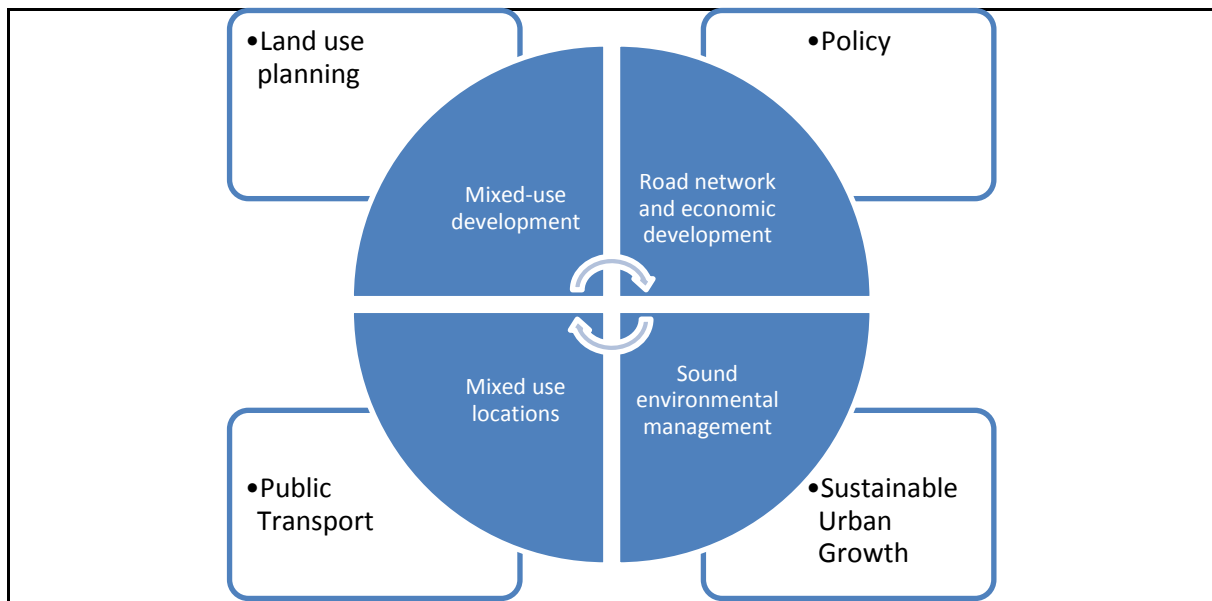 •Land use
planning
•Policy
Mixed-use
development
Road network
and economic
development
Mixed use
locations
Sound
environmental
management
•Public
Transport
•Sustainable
Urban
Growth